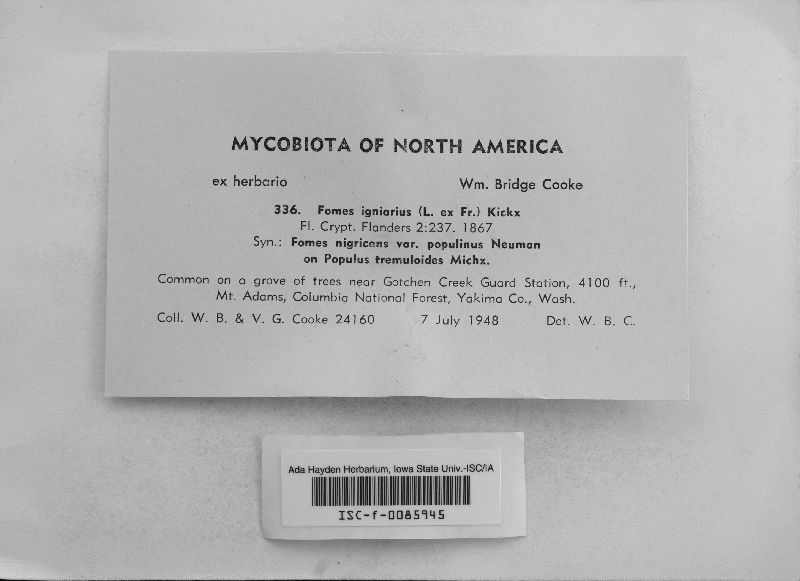 MYCOBIOTA OF NORTH AMERICA
ex herbario Wm. Bridge Cooke
336. Fomes igniarius (L. ex Fr.) Kickx
Fl. Crypt. Flanders 2:237. 1867
Syn.: Fomes nigricans var. populinus Neuman
on Populus tremuloides Michx.
Common on a grove of trees near Gotchen Creek Guard Station, 4100 ft.,
Mt. Adams, Columbia National Forest, Yakima Co., Wash.
Coll. W. B. & V. G. Cooke 24160 7 July 1948 Det. W. B. C.
Ada Hayden Herbarium, Iowa State Univ.-ISC/IA
ISC-f-0085945